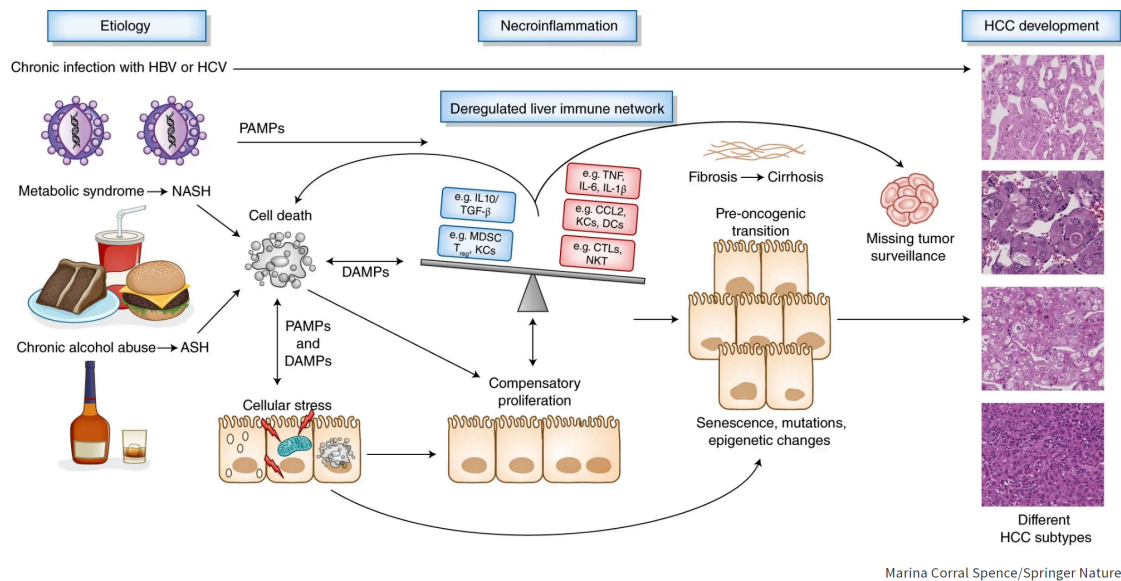 Etiology
Necroinflammation
HCC development
Chronic infection with HBV or HCV
Deregulated liver immune network
PAMPs
Metabolic syndrome → NASH
Cell death
e.g. IL10/
TGF-β
e.g. MDSC
Treg, KCs
e.g. TNF,
IL-6, IL-1β
e.g. CCL2,
KCs, DCs
e.g. CTLs,
NKT
DAMPs
Fibrosis → Cirrhosis
Pre-oncogenic
transition
Missing tumor
surveillance
Chronic alcohol abuse → ASH
PAMPs
and
DAMPs
Cellular stress
Compensatory
proliferation
Senescence, mutations,
epigenetic changes
Different
HCC subtypes
Marina Corral Spence/Springer Nature